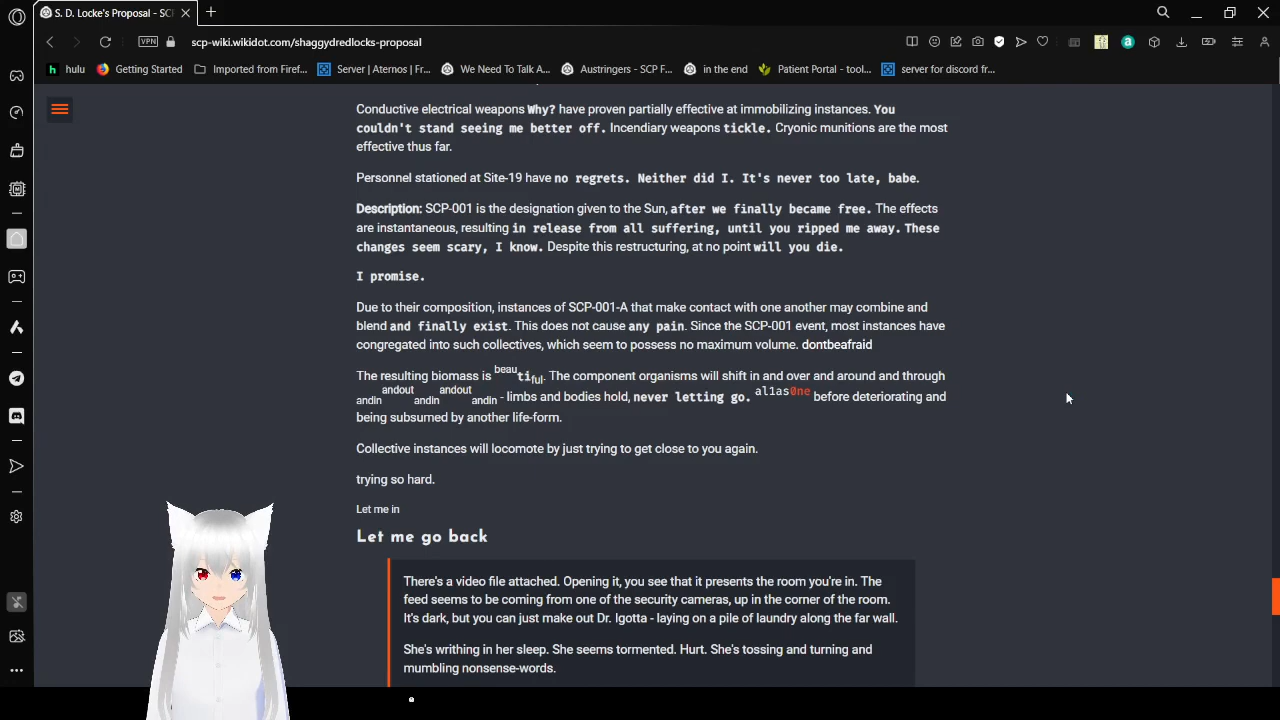 S. D. Locke's Proposal - SC
scp-wiki.wikidot.com/shaggydredlocks-proposal
VPN
hulu
Getting Started
Imported from Firef...
Server | Aternos | Fr...
We Need To Talk A...
Austringers - SCP F...
in the end
Patient Portal - tool...
server for discord fr...
Conductive electrical weapons Why? have proven partially effective at immobilizing instances. You
couldn't stand seeing me better off. Incendiary weapons tickle. Cryonic munitions are the most
effective thus far.
Personnel stationed at Site-19 have no regrets. Neither did I. It's never too late, babe.
Description: SCP-001 is the designation given to the Sun, after we finally became free. The effects
are instantaneous, resulting in release from all suffering, until you ripped me away. These
changes seem scary, I know. Despite this restructuring, at no point will you die.
I promise.
Due to their composition, instances of SCP-001-A that make contact with one another may combine and
blend and finally exist. This does not cause any pain. Since the SCP-001 event, most instances have
congregated into such collectives, which seem to possess no maximum volume. dontbeafraid
The resulting biomass is beautiful. The component organisms will shift in and over and around and through
andin andout andin andout andin - limbs and bodies hold, never letting go. al1as0ne before deteriorating and
being subsumed by another life-form.
Collective instances will locomote by just trying to get close to you again.
trying so hard.
Let me in
Let me go back
There's a video file attached. Opening it, you see that it presents the room you're in. The
feed seems to be coming from one of the security cameras, up in the corner of the room.
It's dark, but you can just make out Dr. Igotta - laying on a pile of laundry along the far wall.
She's writhing in her sleep. She seems tormented. Hurt. She's tossing and turning and
mumbling nonsense-words.